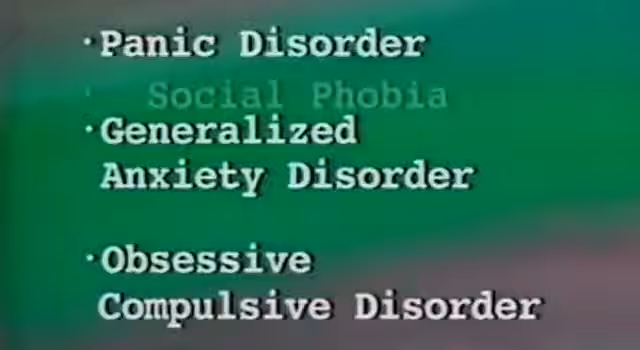 ·Panic Disorder
· Social Phobia
·Generalized
Anxiety Disorder
·Obsessive
Compulsive Disorder